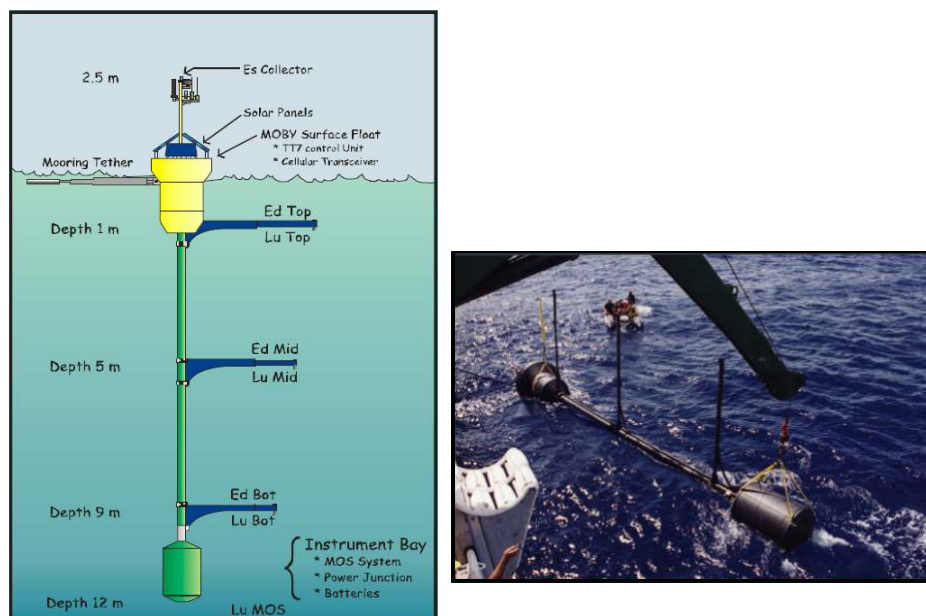 2.5 m
Es Collector
Solar Panels
MOBY Surface Float
* TT7 control Unit
* Cellular Transceiver
Mooring Tether
Depth 1 m
Ed Top
Lu Top
Depth 5 m
Ed Mid
Lu Mid
Depth 9 m
Ed Bot
Lu Bot
Instrument Bay
* MOS System
* Power Junction
* Batteries
Depth 12 m
Lu MOS